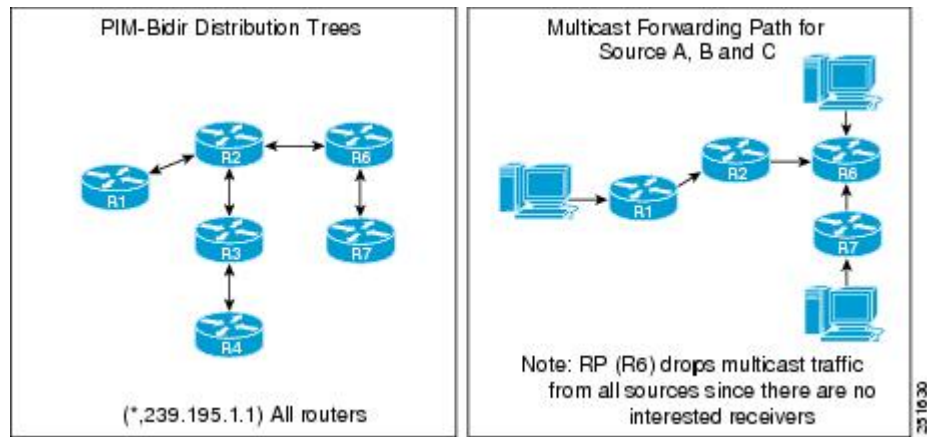 PIM-Bidir Distribution Trees
R1
R2
R6
R3
R7
R4
(*,239.195.1.1) All routers
Multicast Forwarding Path for
Source A, B and C
R1
R2
R6
R7
Note: RP (R6) drops multicast traffic
from all sources since there are no
interested receivers
251630